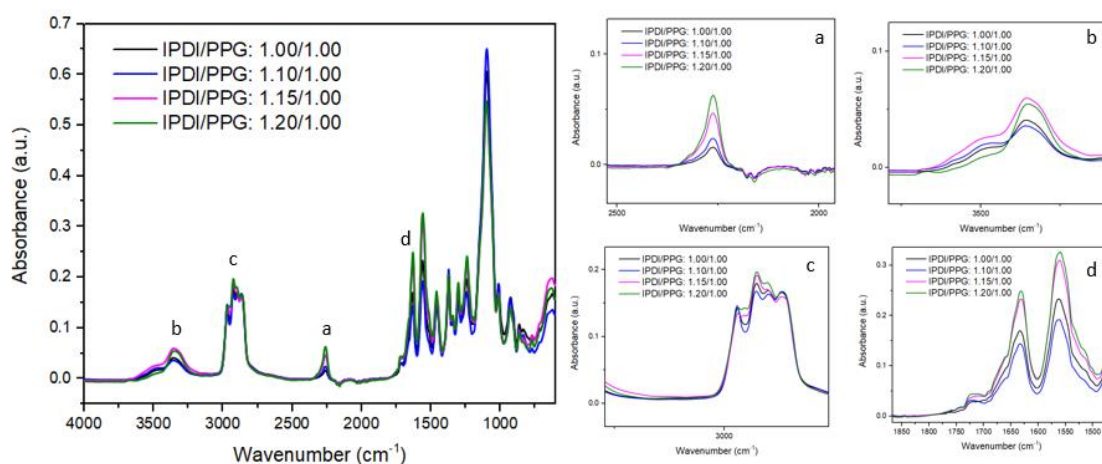 0.7
0.6
0.5
0.4
0.3
0.2
0.1
0.0
Absorbance (a.u.)
IPDI/PPG: 1.00/1.00
IPDI/PPG: 1.10/1.00
IPDI/PPG: 1.15/1.00
IPDI/PPG: 1.20/1.00
b
c
a
d
4000 3500 3000 2500 2000 1500 1000
Wavenumber (cm-1)
a
IPDI/PPG: 1.00/1.00
IPDI/PPG: 1.10/1.00
IPDI/PPG: 1.15/1.00
IPDI/PPG: 1.20/1.00
0.1
0.0
Absorbance (a.u.)
2500 2000
Wavenumber (cm-1)
b
IPDI/PPG: 1.00/1.00
IPDI/PPG: 1.10/1.00
IPDI/PPG: 1.15/1.00
IPDI/PPG: 1.20/1.00
0.1
0.0
Absorbance (a.u.)
3500
Wavenumber (cm-1)
c
IPDI/PPG: 1.00/1.00
IPDI/PPG: 1.10/1.00
IPDI/PPG: 1.15/1.00
IPDI/PPG: 1.20/1.00
0.2
0.1
0.0
Absorbance (a.u.)
3000
Wavenumber (cm-1)
d
IPDI/PPG: 1.00/1.00
IPDI/PPG: 1.10/1.00
IPDI/PPG: 1.15/1.00
IPDI/PPG: 1.20/1.00
0.3
0.2
0.1
0.0
Absorbance (a.u.)
1850 1800 1750 1700 1650 1600 1550 1500
Wavenumber (cm-1)